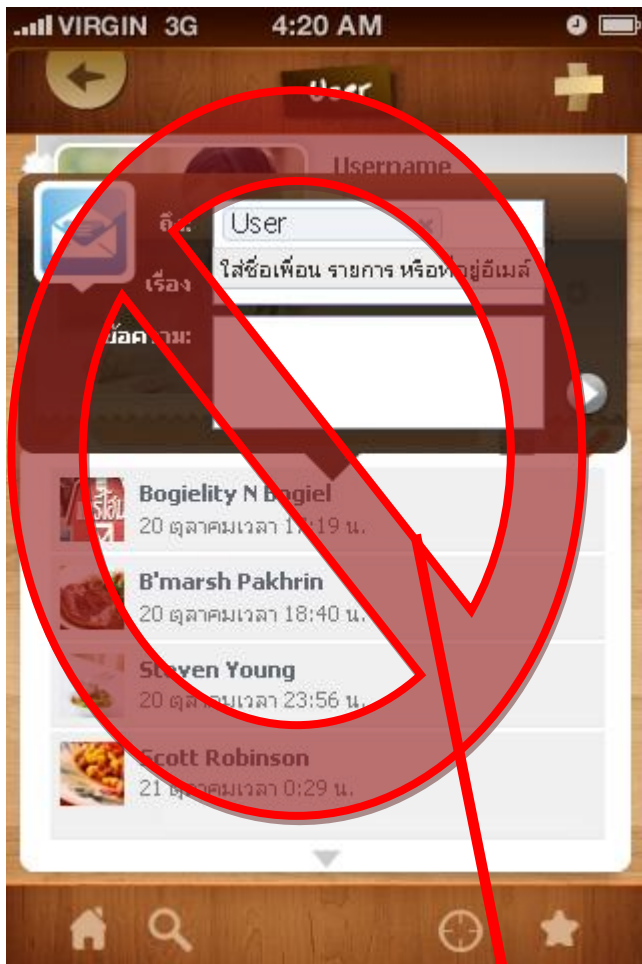 VIRGIN 3G 4:20 AM
User
Username
ถึง: User
ใส่ชื่อเพื่อน รายการ หรือที่อยู่อีเมล์
เรื่อง
ข้อความ:
Bogielity N Bogiel
20 ตุลาคมเวลา 17:19 น.
B'marsh Pakhrin
20 ตุลาคมเวลา 18:40 น.
Steven Young
20 ตุลาคมเวลา 23:56 น.
Scott Robinson
21 ตุลาคมเวลา 0:29 น.